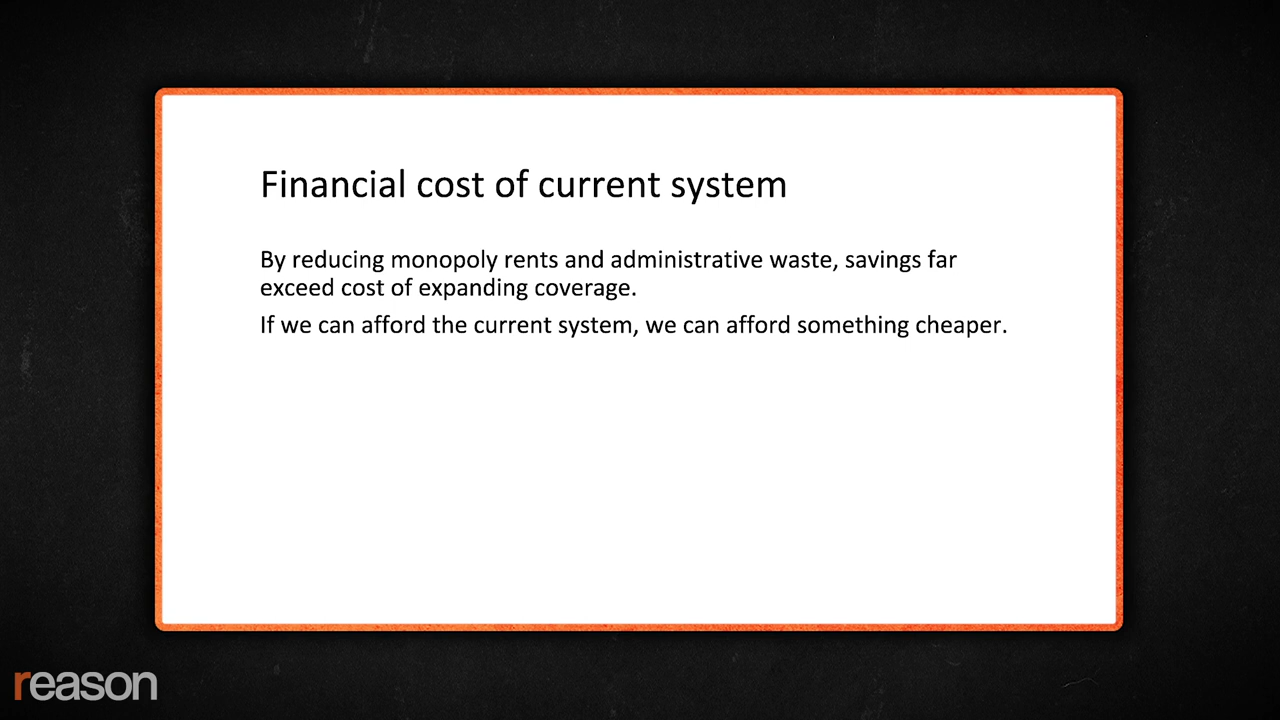 Financial cost of current system
By reducing monopoly rents and administrative waste, savings far
exceed cost of expanding coverage.
If we can afford the current system, we can afford something cheaper.
reason